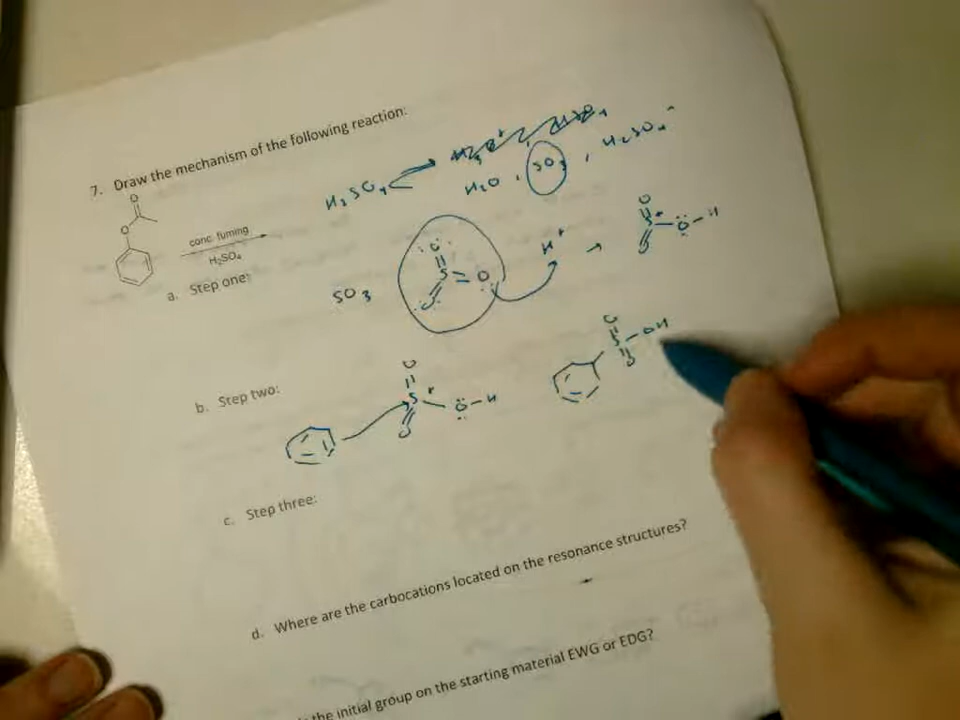 7. Draw the mechanism of the following reaction:
H₂SO₄
H₂O , SO₃ , H₂SO₄
O
O
conc. fuming
H₂SO₄
a. Step one:
SO₃
O
S O
O
H⁺
O
S⁺ O H
O
b. Step two:
O
S⁺ O H
O
O
S OH
O
c. Step three:
d. Where are the carbocations located on the resonance structures?
the initial group on the starting material EWG or EDG?